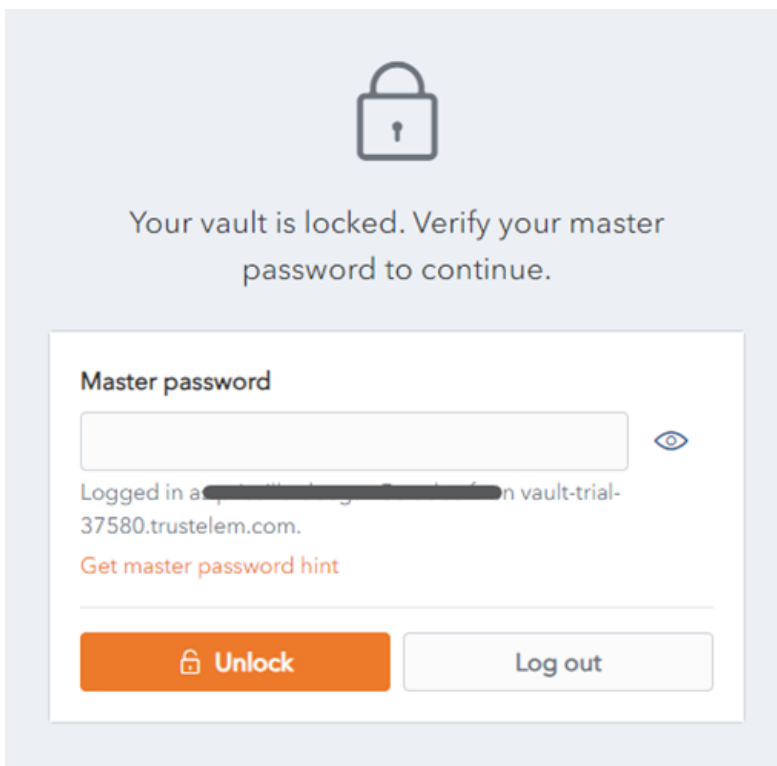 Your vault is locked. Verify your master
password to continue.
Master password
Logged in a n vault-trial-
37580.trustelem.com.
Get master password hint
Unlock
Log out